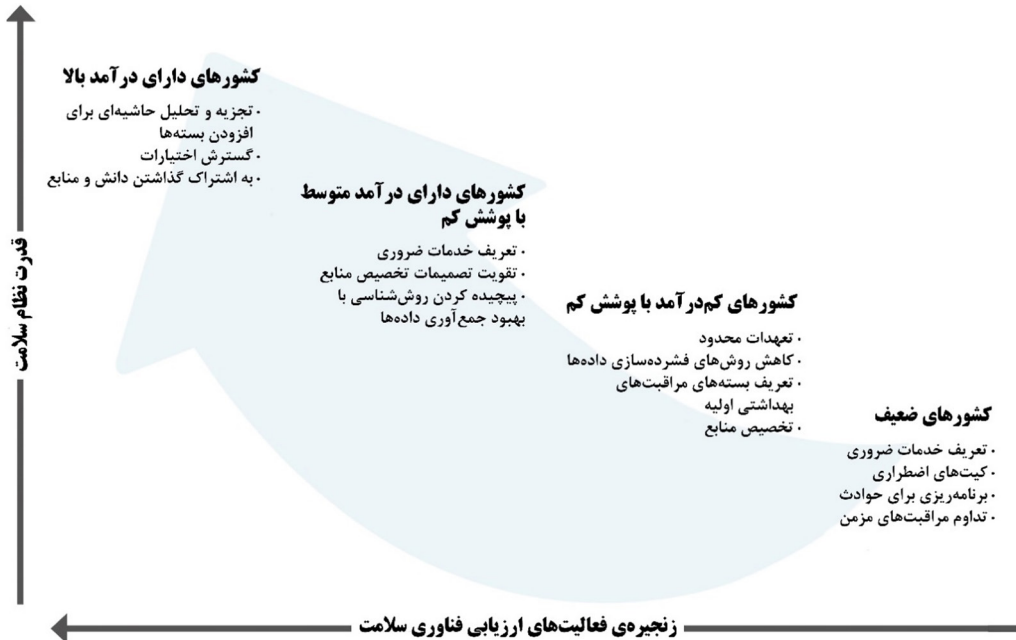 کشورهای دارای درآمد بالا
· تجزیه و تحلیل حاشیه‌ای برای
افزودن بسته‌ها
· گسترش اختیارات
· به اشتراک گذاشتن دانش و منابع
کشورهای دارای درآمد متوسط
با پوشش کم
· تعریف خدمات ضروری
· تقویت تصمیمات تخصیص منابع
· پیچیده کردن روش‌شناسی با
بهبود جمع‌آوری داده‌ها
کشورهای کم‌درآمد با پوشش کم
· تعهدات محدود
· کاهش روش‌های فشرده‌سازی داده‌ها
· تعریف بسته‌های مراقبت‌های
بهداشتی اولیه
· تخصیص منابع
کشورهای ضعیف
· تعریف خدمات ضروری
· کیت‌های اضطراری
· برنامه‌ریزی برای حوادث
· تداوم مراقبت‌های مزمن
قدرت نظام سلامت
زنجیره‌ی فعالیت‌های ارزیابی فناوری سلامت